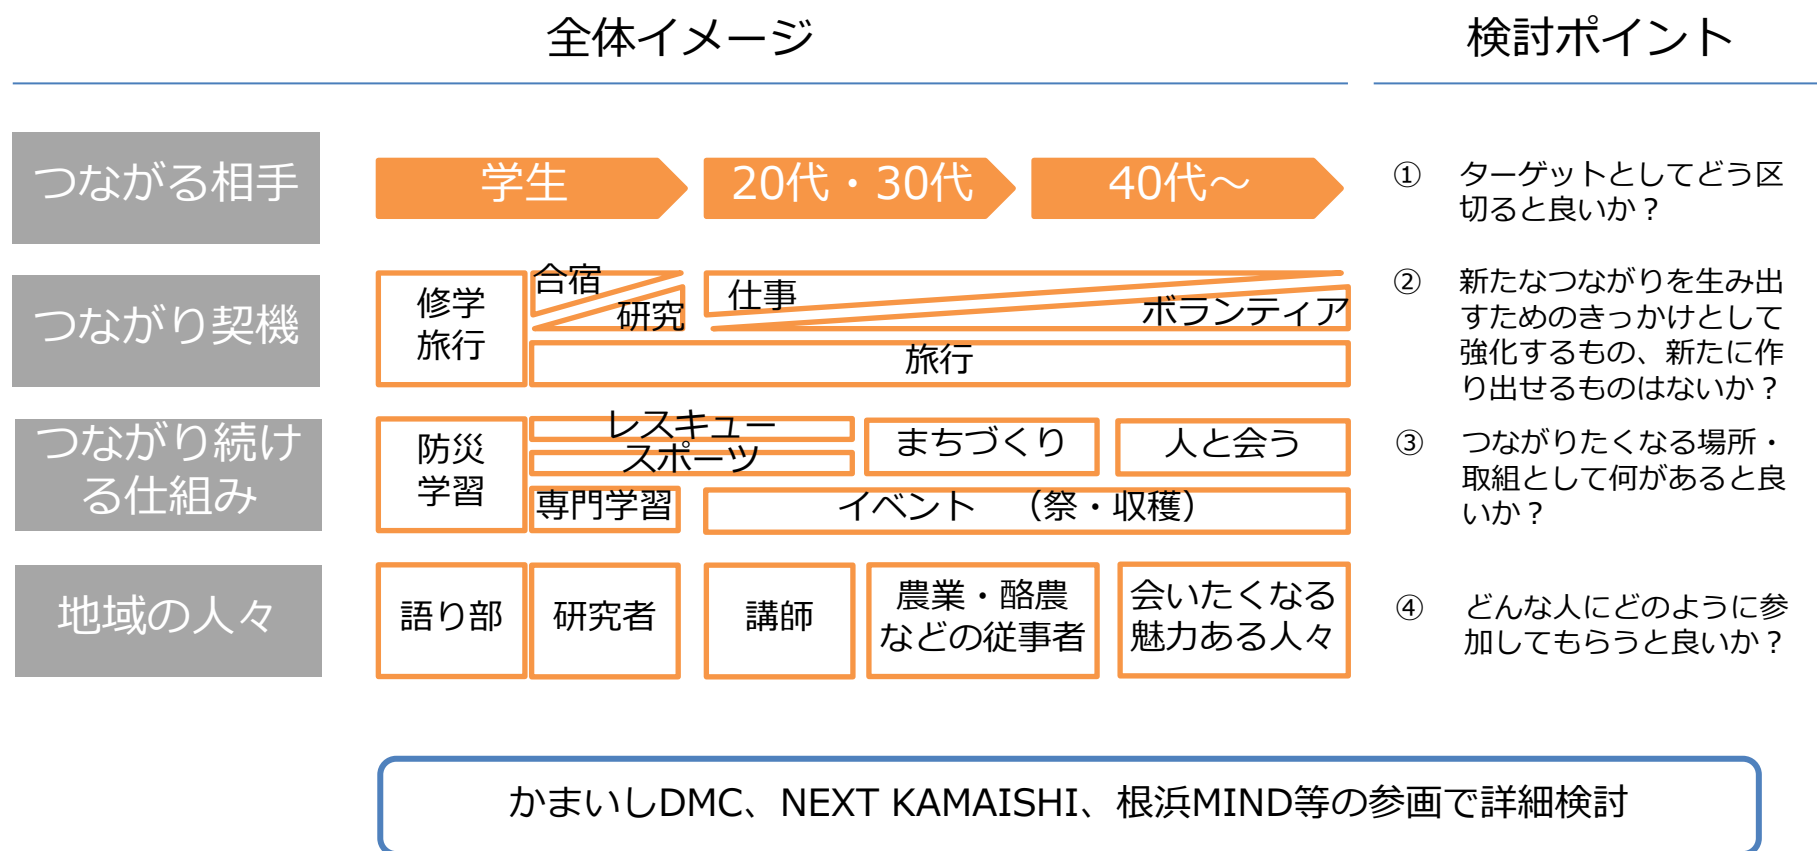 全体イメージ
検討ポイント
つながる相手
学生
20代・30代
40代～
① ターゲットとしてどう区
切ると良いか？
つながり契機
修学
旅行
合宿
研究
仕事
ボランティア
旅行
② 新たなつながりを生み出
すためのきっかけとして
強化するもの、新たに作
り出せるものはないか？
つながり続け
る仕組み
防災
学習
レスキュー
スポーツ
専門学習
まちづくり
人と会う
イベント （祭・収穫）
③ つながりたくなる場所・
取組として何があると良
いか？
地域の人々
語り部
研究者
講師
農業・酪農
などの従事者
会いたくなる
魅力ある人々
④ どんな人にどのように参
加してもらうと良いか？
かまいしDMC、NEXT KAMAISHI、根浜MIND等の参画で詳細検討